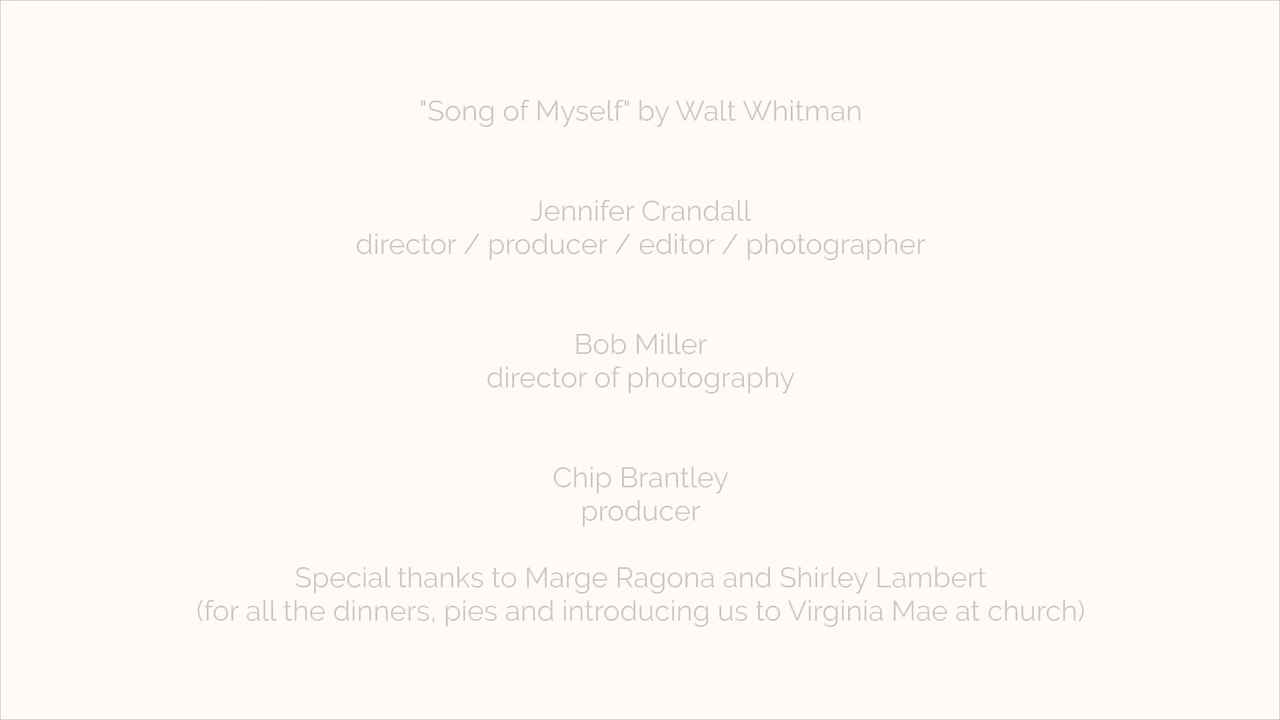 "Song of Myself" by Walt Whitman
Jennifer Crandall
director / producer / editor / photographer
Bob Miller
director of photography
Chip Brantley
producer
Special thanks to Marge Ragona and Shirley Lambert
(for all the dinners, pies and introducing us to Virginia Mae at church)